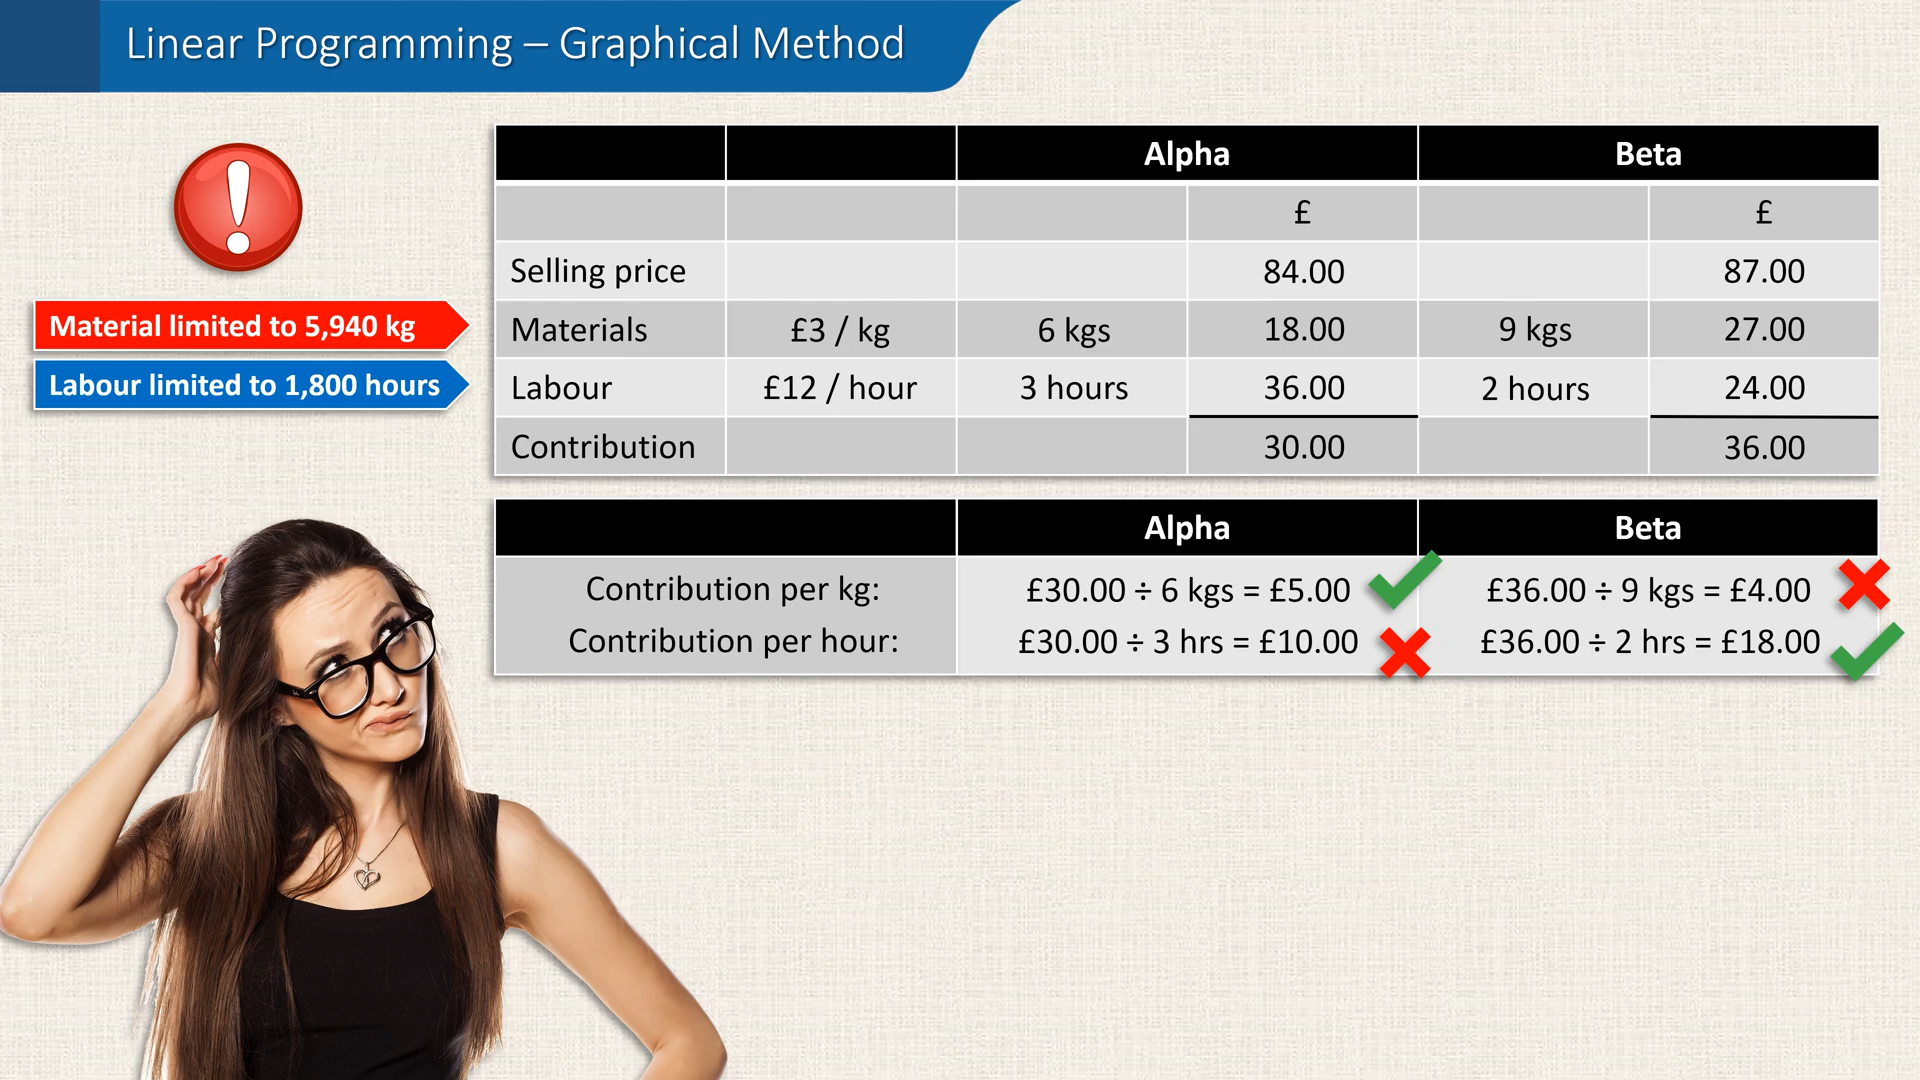 Linear Programming – Graphical Method
Material limited to 5,940 kg
Labour limited to 1,800 hours
Alpha Beta
£ £
Selling price 84.00 87.00
Materials £3 / kg 6 kgs 18.00 9 kgs 27.00
Labour £12 / hour 3 hours 36.00 2 hours 24.00
Contribution 30.00 36.00
Alpha Beta
Contribution per kg: £30.00 ÷ 6 kgs = £5.00 £36.00 ÷ 9 kgs = £4.00
Contribution per hour: £30.00 ÷ 3 hrs = £10.00 £36.00 ÷ 2 hrs = £18.00